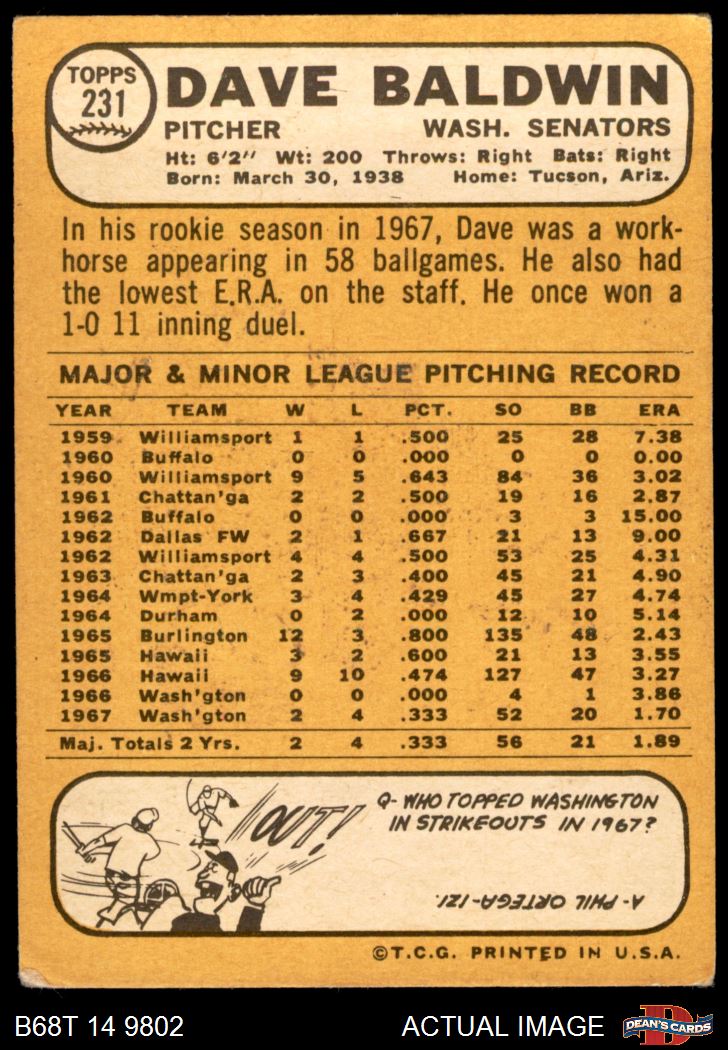 TOPPS
231
DAVE BALDWIN
PITCHER WASH. SENATORS
Ht: 6'2" Wt: 200 Throws: Right Bats: Right
Born: March 30, 1938 Home: Tucson, Ariz.
In his rookie season in 1967, Dave was a work-
horse appearing in 58 ballgames. He also had
the lowest E.R.A. on the staff. He once won a
1-0 11 inning duel.
MAJOR & MINOR LEAGUE PITCHING RECORD
YEAR TEAM W L PCT. SO BB ERA
1959 Williamsport 1 1 .500 25 28 7.38
1960 Buffalo 0 0 .000 0 0 0.00
1960 Williamsport 9 5 .643 84 36 3.02
1961 Chattan'ga 2 2 .500 19 16 2.87
1962 Buffalo 0 0 .000 3 3 15.00
1962 Dallas FW 2 1 .667 21 13 9.00
1962 Williamsport 4 4 .500 53 25 4.31
1963 Chattan'ga 2 3 .400 45 21 4.90
1964 Wmpt-York 3 4 .429 45 27 4.74
1964 Durham 0 2 .000 12 10 5.14
1965 Burlington 12 3 .800 135 48 2.43
1965 Hawaii 3 2 .600 21 13 3.55
1966 Hawaii 9 10 .474 127 47 3.27
1966 Wash'gton 0 0 .000 4 1 3.86
1967 Wash'gton 2 4 .333 52 20 1.70
Maj. Totals 2 Yrs. 2 4 .333 56 21 1.89
OUT!
Q- WHO TOPPED WASHINGTON
IN STRIKEOUTS IN 1967?
A- PHIL ORTEGA-121.
©T.C.G. PRINTED IN U.S.A.
B68T 14 9802 ACTUAL IMAGE
D
DEAN'S CARDS